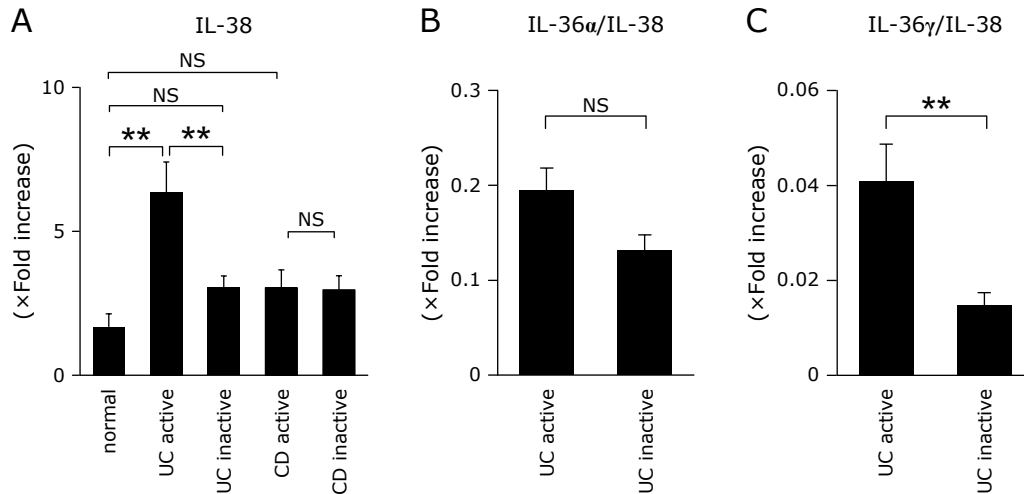 A
IL-38
(×Fold increase)
10
5
0
NS
NS
**
**
NS
normal
UC active
UC inactive
CD active
CD inactive
B
IL-36α/IL-38
(×Fold increase)
0.3
0.2
0.1
0
NS
UC active
UC inactive
C
IL-36γ/IL-38
(×Fold increase)
0.06
0.04
0.02
0
**
UC active
UC inactive